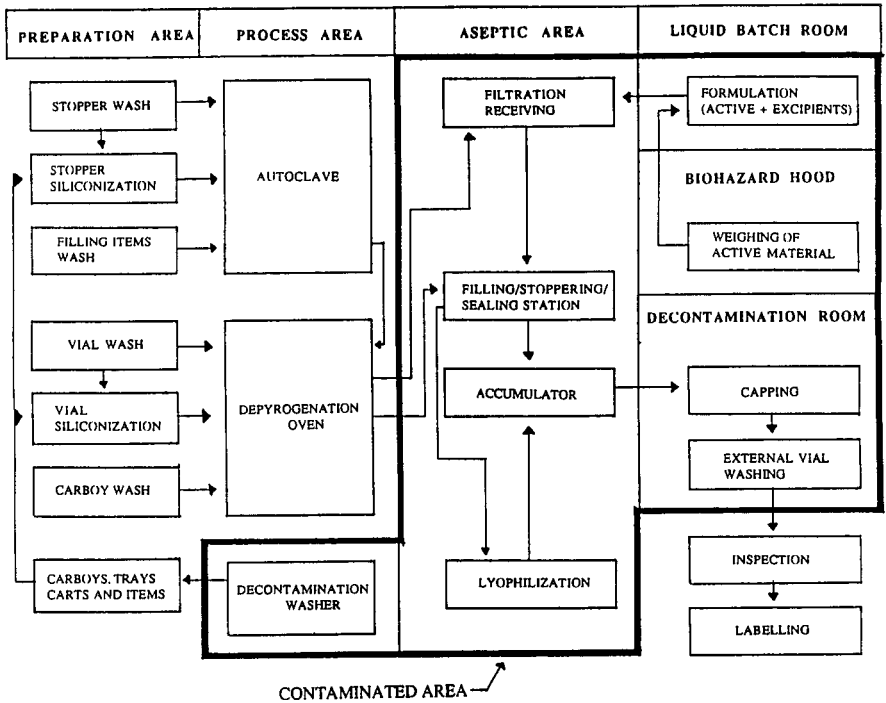 PREPARATION AREA
PROCESS AREA
ASEPTIC AREA
LIQUID BATCH ROOM
STOPPER WASH
STOPPER
SILICONIZATION
FILLING ITEMS
WASH
VIAL WASH
VIAL
SILICONIZATION
CARBOY WASH
CARBOYS, TRAYS
CARTS AND ITEMS
AUTOCLAVE
DEPYROGENATION
OVEN
DECONTAMINATION
WASHER
FILTRATION
RECEIVING
FILLING/STOPPERING/
SEALING STATION
ACCUMULATOR
LYOPHILIZATION
FORMULATION
(ACTIVE + EXCIPIENTS)
BIOHAZARD HOOD
WEIGHING OF
ACTIVE MATERIAL
DECONTAMINATION ROOM
CAPPING
EXTERNAL VIAL
WASHING
INSPECTION
LABELLING
CONTAMINATED AREA